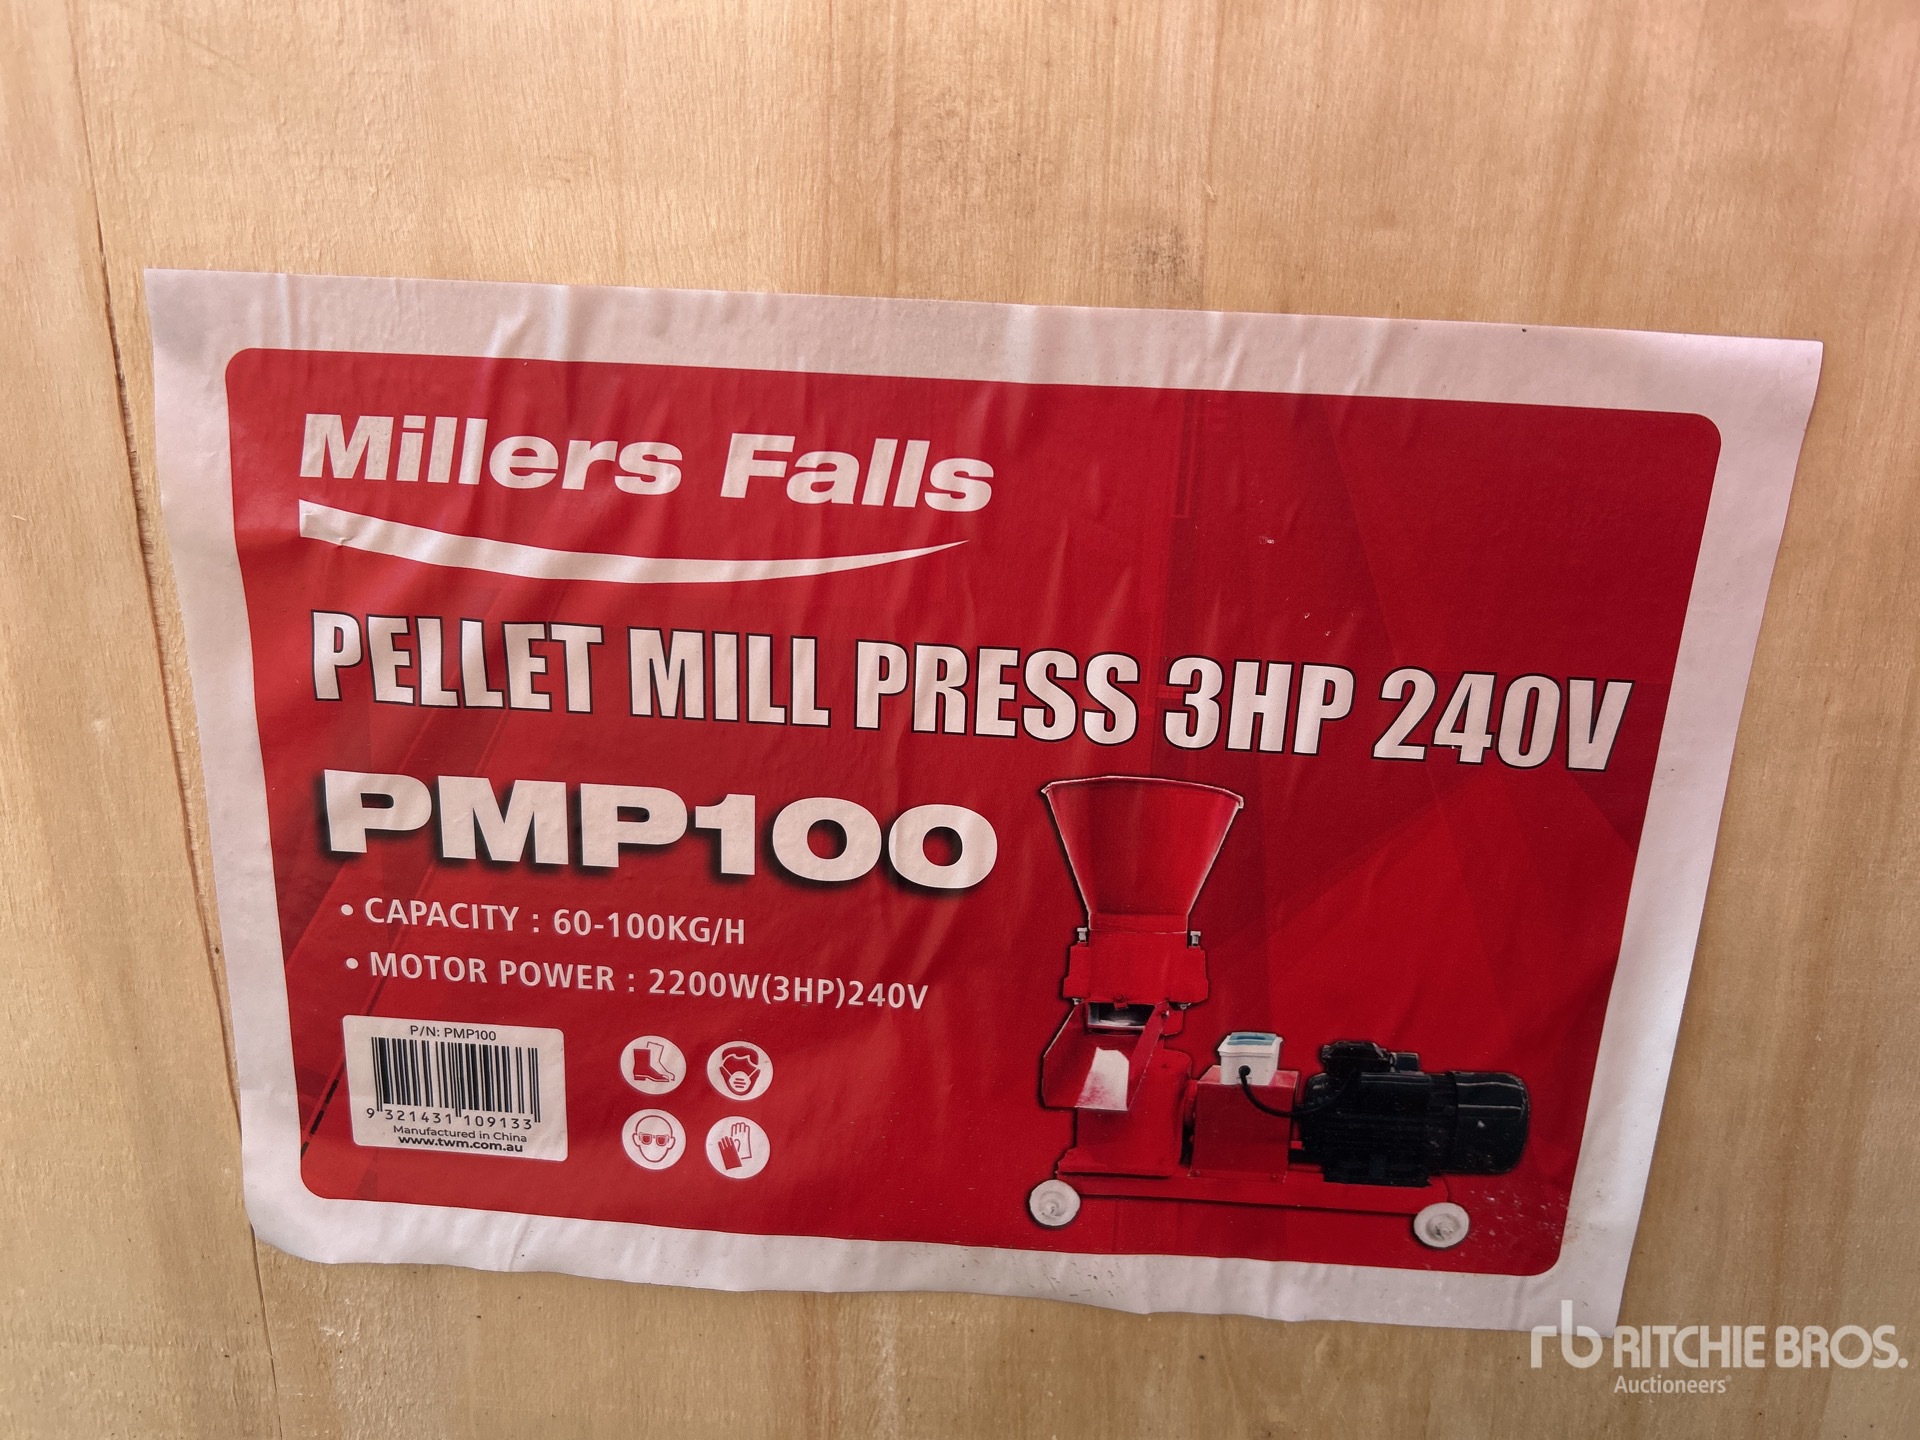 Millers Falls
PELLET MILL PRESS 3HP 240V
PMP100
• CAPACITY : 60-100KG/H
• MOTOR POWER : 2200W(3HP)240V
P/N: PMP100
9 321431 109133
Manufactured in China
www.twm.com.au
rb RITCHIE BROS.
Auctioneers